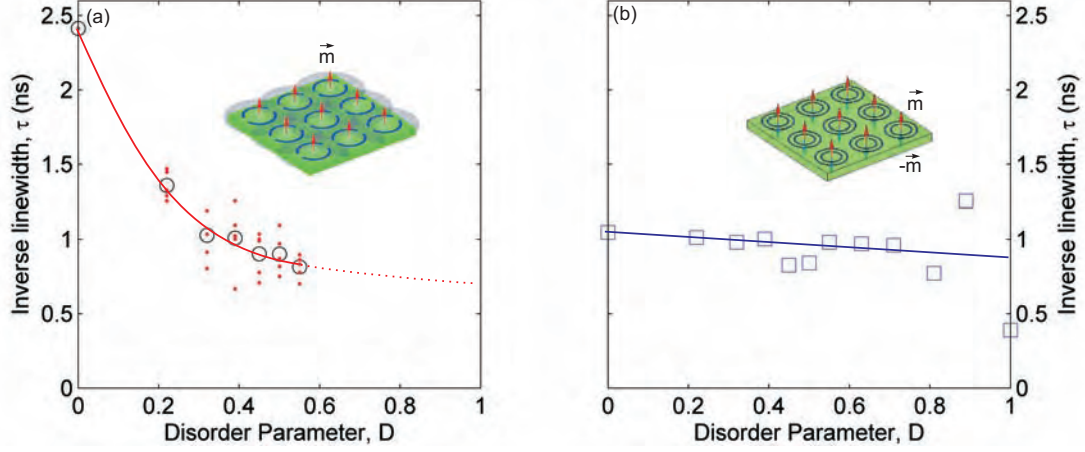 (a)
2.5
2
1.5
1
0.5
0
Inverse linewidth, τ (ns)
0 0.2 0.4 0.6 0.8 1
Disorder Parameter, D
m⃗
(b)
m⃗
-m⃗
2.5
2
1.5
1
0.5
0
Inverse linewidth, τ (ns)
0 0.2 0.4 0.6 0.8 1
Disorder Parameter, D